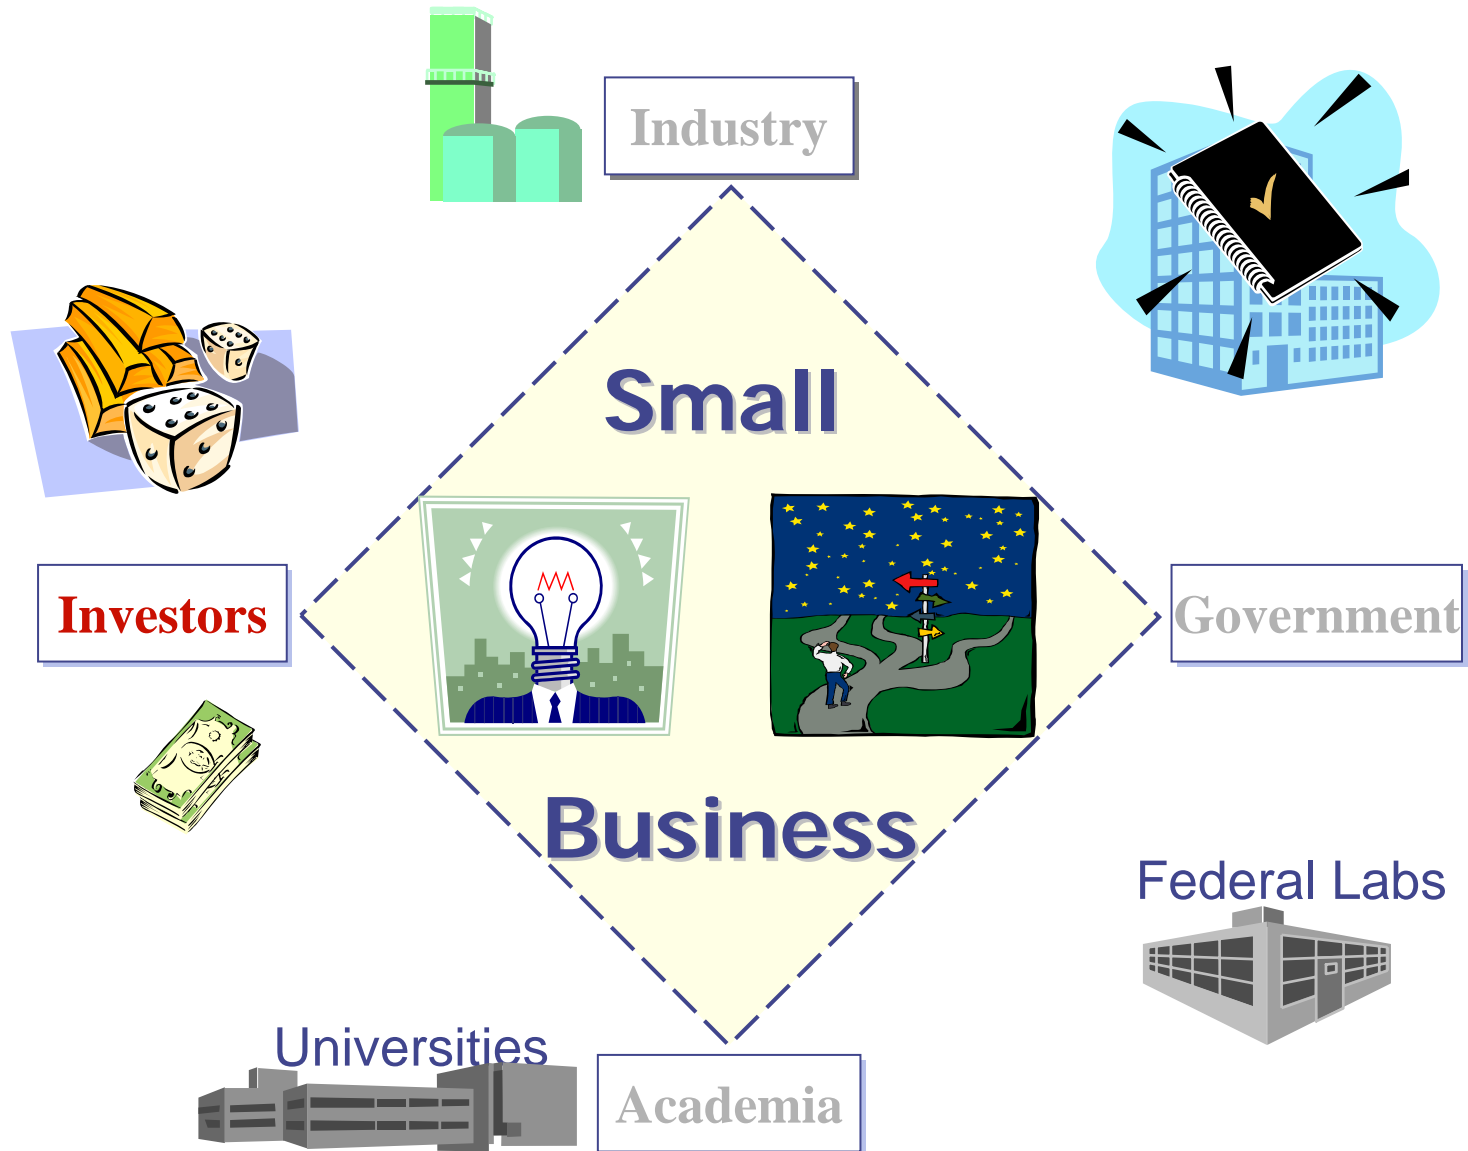 Industry
Small
Investors
Government
Business
Federal Labs
Universities
Academia